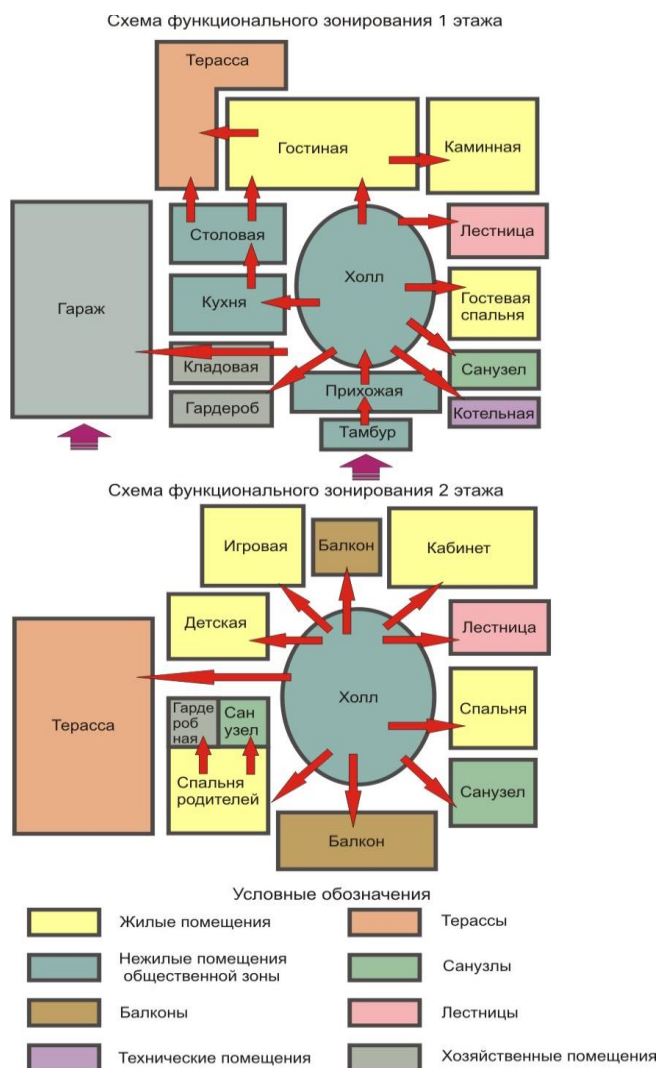 Схема функционального зонирования 1 этажа
Терасса
Гостиная
Каминная
Столовая
Лестница
Холл
Гараж
Кухня
Гостевая
спальня
Кладовая
Санузел
Прихожая
Гардероб
Котельная
Тамбур
Схема функционального зонирования 2 этажа
Игровая
Балкон
Кабинет
Детская
Лестница
Терасса
Холл
Гарде
роб
ная
Сан
узел
Спальня
Спальня
родителей
Санузел
Балкон
Условные обозначения
Жилые помещения
Терассы
Нежилые помещения
общественной зоны
Санузлы
Балконы
Лестницы
Технические помещения
Хозяйственные помещения